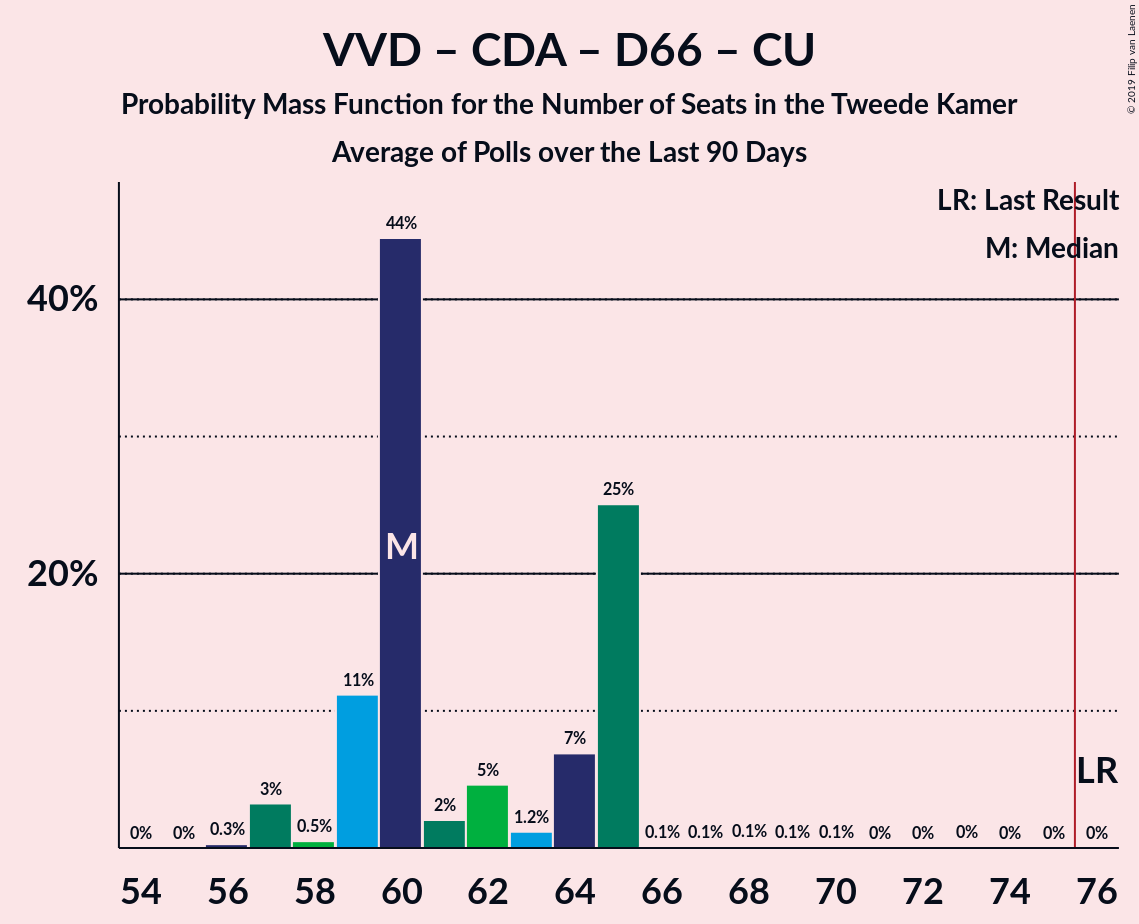 VVD – CDA – D66 – CU
Probability Mass Function for the Number of Seats in the Tweede Kamer
Average of Polls over the Last 90 Days
© 2019 Filip van Laenen
LR: Last Result
M: Median
40%
20%
0%
0%
0.3%
3%
0.5%
11%
44%
2%
5%
1.2%
7%
25%
0.1%
0.1%
0.1%
0.1%
0.1%
0%
0%
0%
0%
0%
0%
M
LR
54 56 58 60 62 64 66 68 70 72 74 76